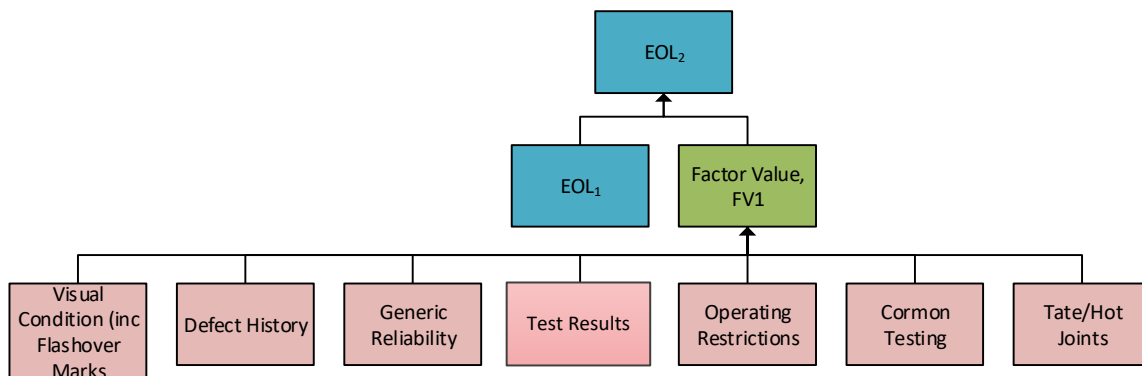 EOL₂
EOL₁
Factor Value,
FV1
Visual
Condition (inc
Flashover
Marks
Defect History
Generic
Reliability
Test Results
Operating
Restrictions
Cormon
Testing
Tate/Hot
Joints